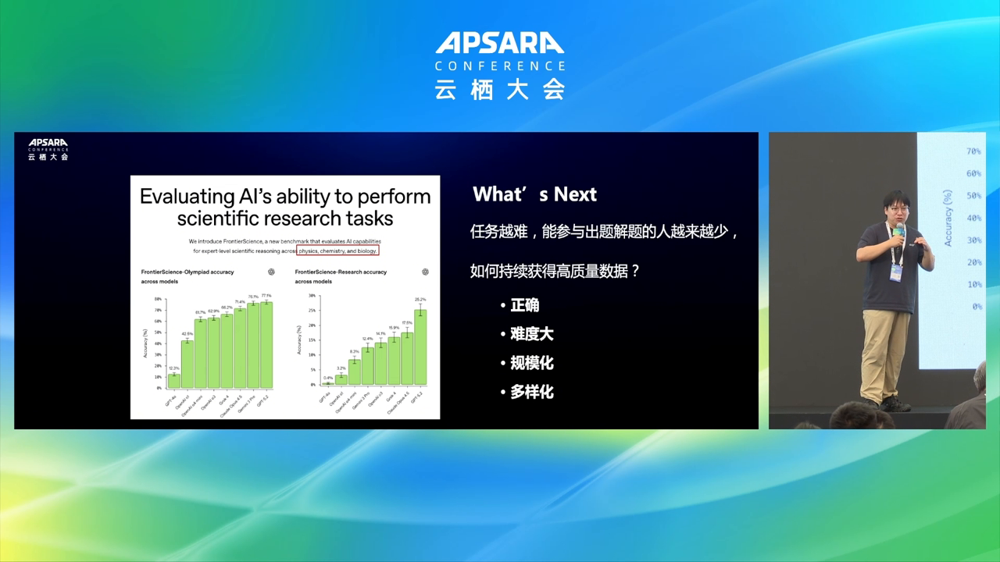 APSARA
CONFERENCE
云栖大会
APSARA
CONFERENCE
云栖大会
Evaluating AI's ability to perform
scientific research tasks
We introduce FrontierScience, a new benchmark that evaluates AI capabilities
for expert-level scientific reasoning across physics, chemistry, and biology.
FrontierScience-Olympiad accuracy
across models
Accuracy (%)
80%
70%
60%
50%
40%
30%
20%
10%
0%
12.3%
42.5%
61.7%
62.9%
66.2%
71.4%
76.1%
77.1%
GPT-4o
OpenAI o1
OpenAI o4 mini
OpenAI o3
Grok 4
Claude Opus 4.5
Gemini 3 Pro
GPT-5.2
FrontierScience-Research accuracy
across models
Accuracy (%)
30%
25%
20%
15%
10%
5%
0%
0.4%
3.2%
8.3%
12.4%
14.1%
15.9%
17.5%
25.2%
GPT-4o
OpenAI o1
OpenAI o4 mini
Gemini 3 Pro
OpenAI o3
Grok 4
Claude Opus 4.5
GPT-5.2
What's Next
任务越难，能参与出题解题的人越来越少，
如何持续获得高质量数据？
• 正确
• 难度大
• 规模化
• 多样化
Accuracy (%)
70%
60%
50%
40%
30%
20%
10%
0%